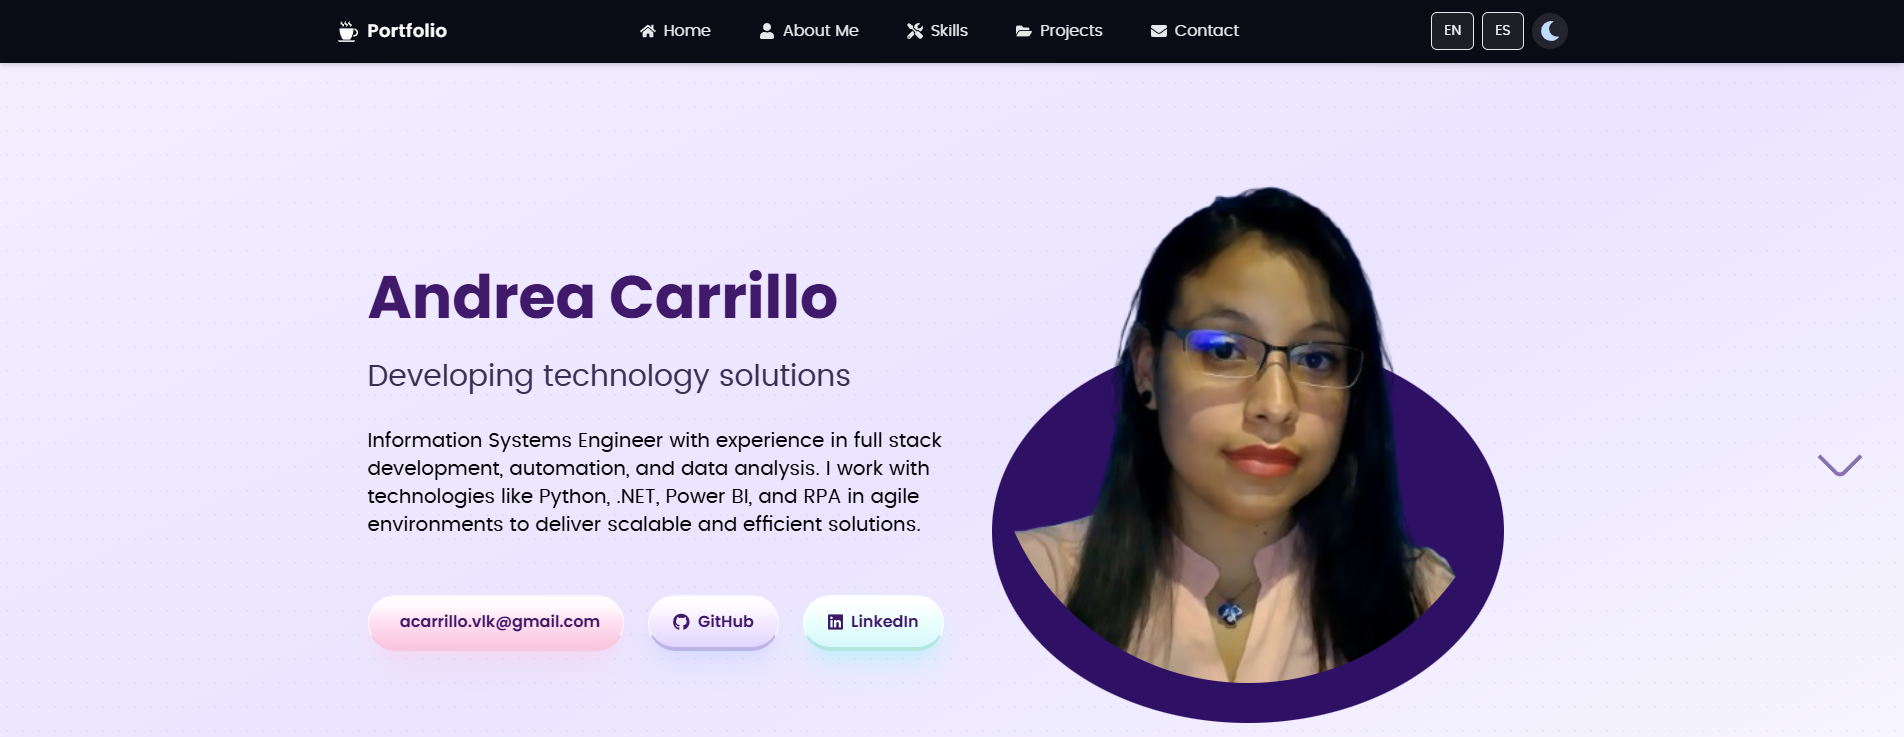 Portfolio
Home
About Me
Skills
Projects
Contact
EN
ES
Andrea Carrillo
Developing technology solutions
Information Systems Engineer with experience in full stack
development, automation, and data analysis. I work with
technologies like Python, .NET, Power BI, and RPA in agile
environments to deliver scalable and efficient solutions.
acarrillo.vlk@gmail.com
GitHub
LinkedIn